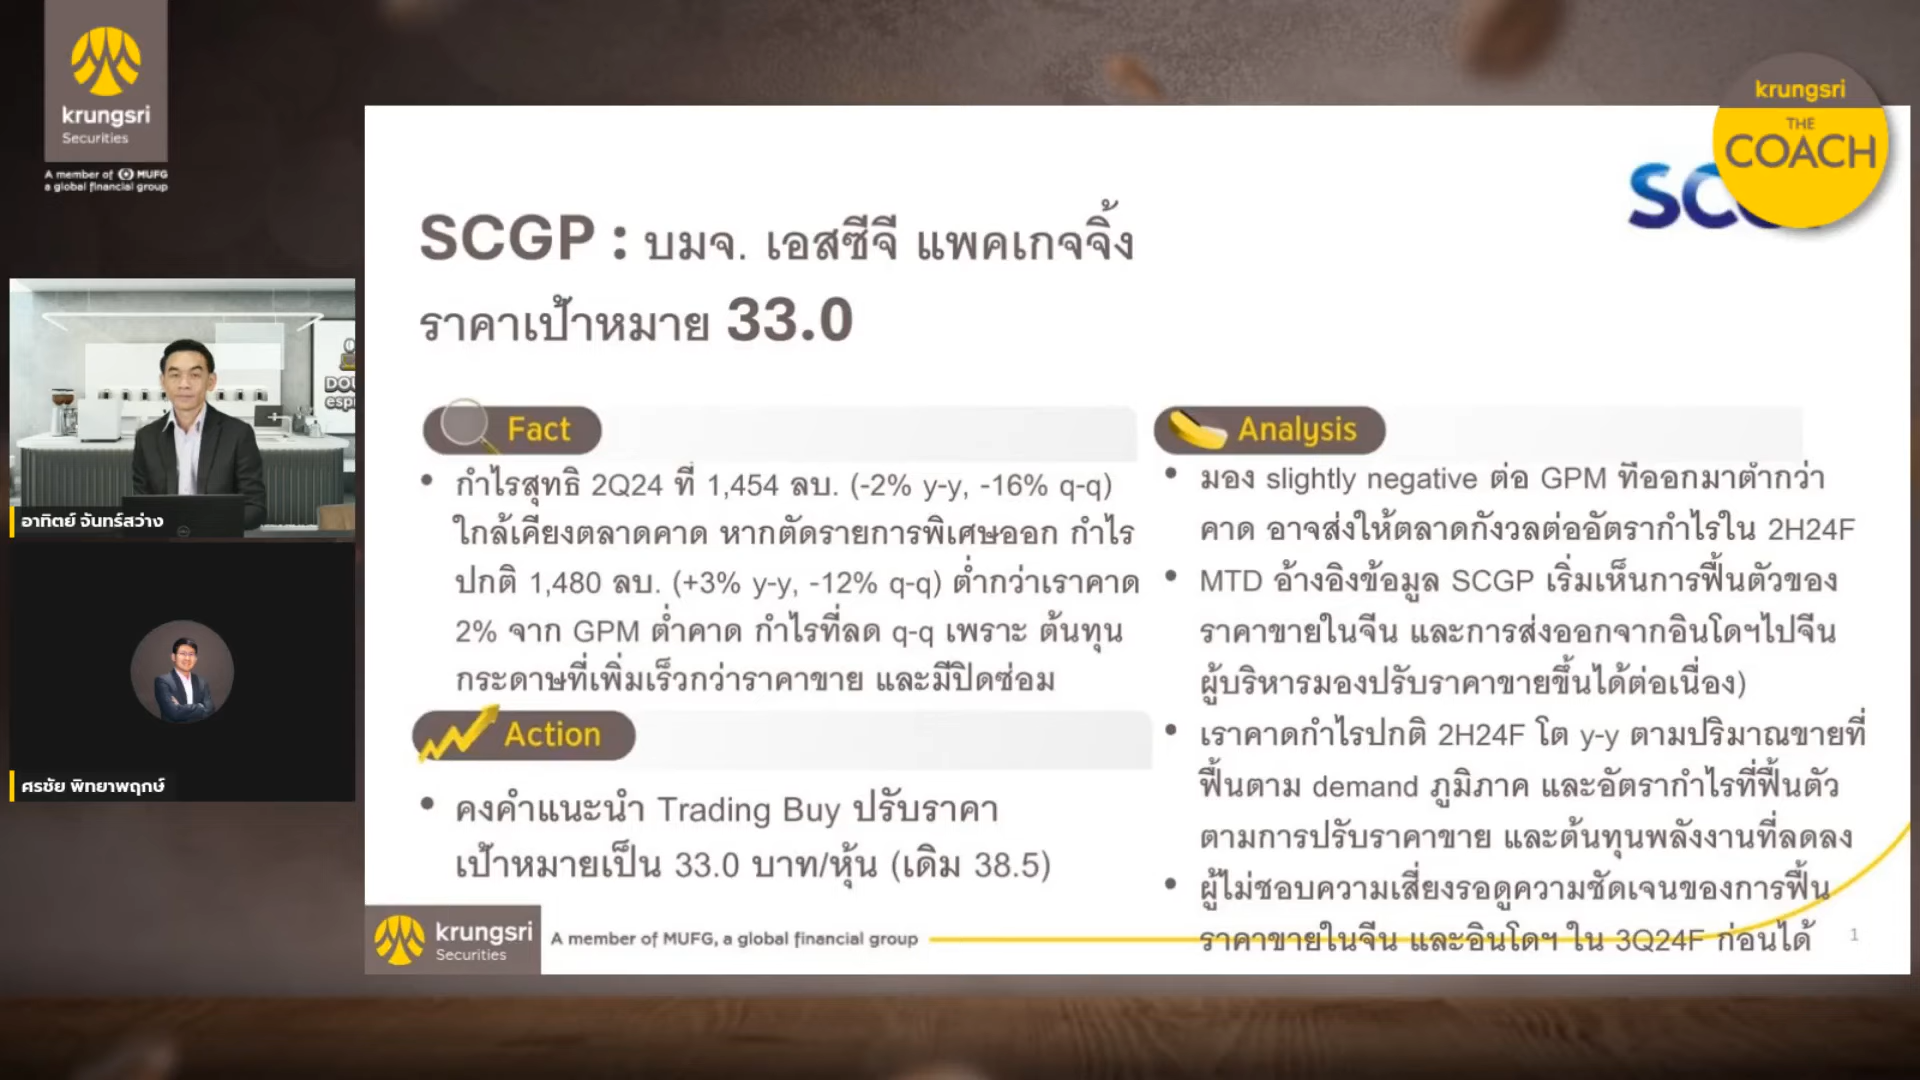 krungsri
Securities
A member of MUFG
a global financial group
krungsri
THE
COACH
SCGP : บมจ. เอสซีจี แพคเกจจิ้ง
ราคาเป้าหมาย 33.0
อาทิตย์ จันทร์สว่าง
ศรชัย พิทยาพฤกษ์
Fact
• กำไรสุทธิ 2Q24 ที่ 1,454 ลบ. (-2% y-y, -16% q-q)
ใกล้เคียงตลาดคาด หากตัดรายการพิเศษออก กำไร
ปกติ 1,480 ลบ. (+3% y-y, -12% q-q) ต่ำกว่าเราคาด
2% จาก GPM ต่ำคาด กำไรที่ลด q-q เพราะ ต้นทุน
กระดาษที่เพิ่มเร็วกว่าราคาขาย และมีปิดซ่อม
Action
• คงคำแนะนำ Trading Buy ปรับราคา
เป้าหมายเป็น 33.0 บาท/หุ้น (เดิม 38.5)
Analysis
• มอง slightly negative ต่อ GPM ที่ออกมาต่ำกว่า
คาด อาจส่งให้ตลาดกังวลต่ออัตรากำไรใน 2H24F
• MTD อ้างอิงข้อมูล SCGP เริ่มเห็นการฟื้นตัวของ
ราคาขายในจีน และการส่งออกจากอินโดฯไปจีน
ผู้บริหารมองปรับราคาขายขึ้นได้ต่อเนื่อง)
• เราคาดกำไรปกติ 2H24F โต y-y ตามปริมาณขายที่
ฟื้นตาม demand ภูมิภาค และอัตรากำไรที่ฟื้นตัว
ตามการปรับราคาขาย และต้นทุนพลังงานที่ลดลง
• ผู้ไม่ชอบความเสี่ยงรอดูความชัดเจนของการฟื้น
ราคาขายในจีน และอินโดฯ ใน 3Q24F ก่อนได้
krungsri
Securities
A member of MUFG, a global financial group
1